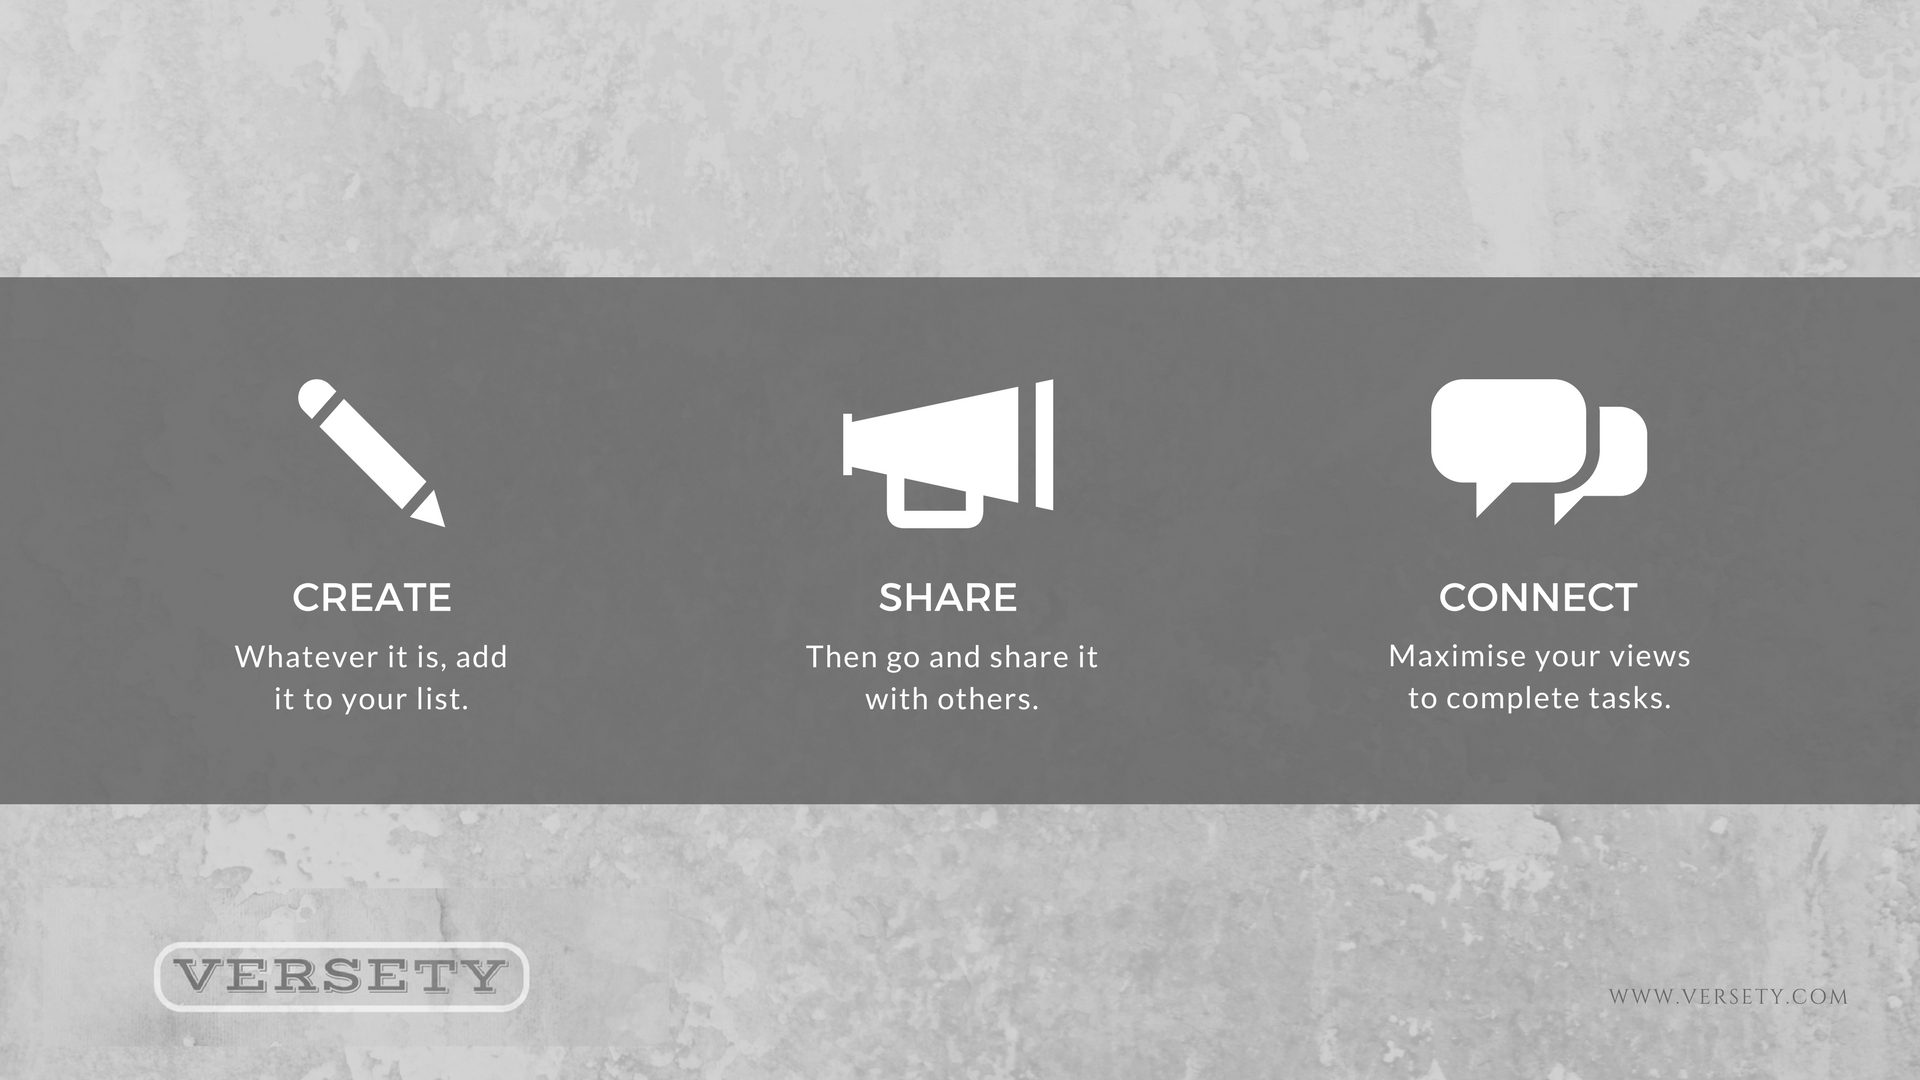 CREATE
Whatever it is, add
it to your list.
SHARE
Then go and share it
with others.
CONNECT
Maximise your views
to complete tasks.
VERSETY
WWW.VERSETY.COM